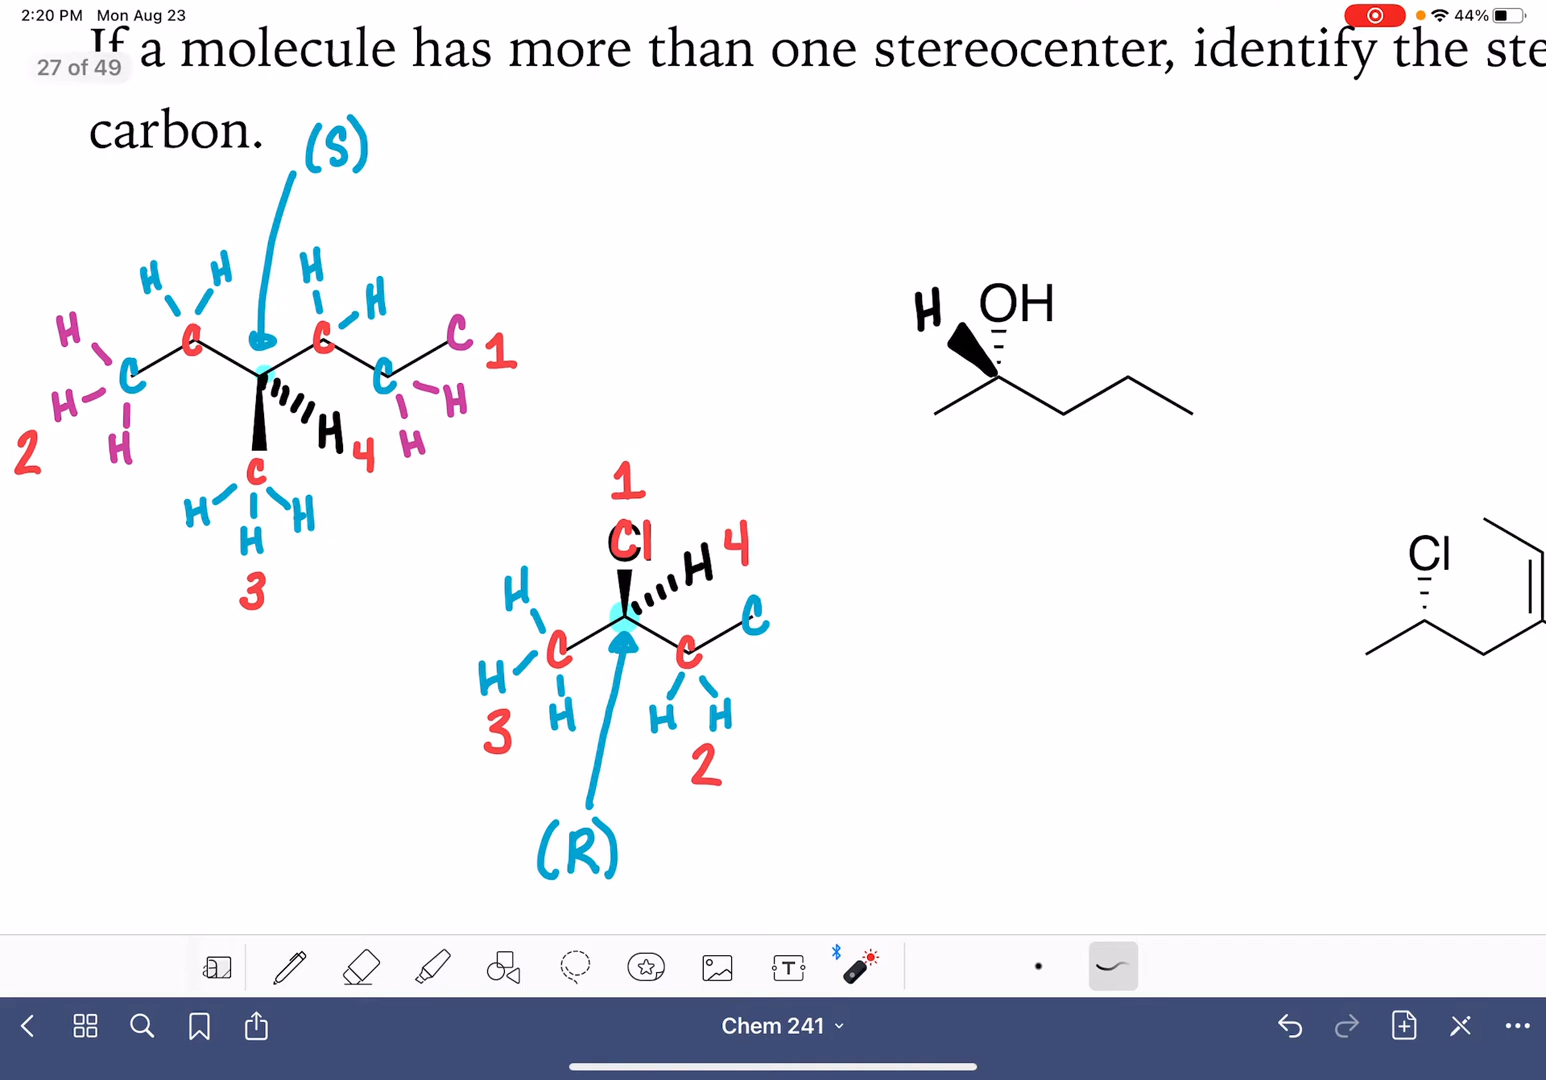 2:20 PM Mon Aug 23
44%
If a molecule has more than one stereocenter, identify the ste
27 of 49
carbon.
(S)
H H H H
H C C C 1
H C C H
2 H H 4 H
C
H H H
3
H OH
1
Cl H 4
H C
C C
H H H H
3 2
(R)
Cl
T
Chem 241